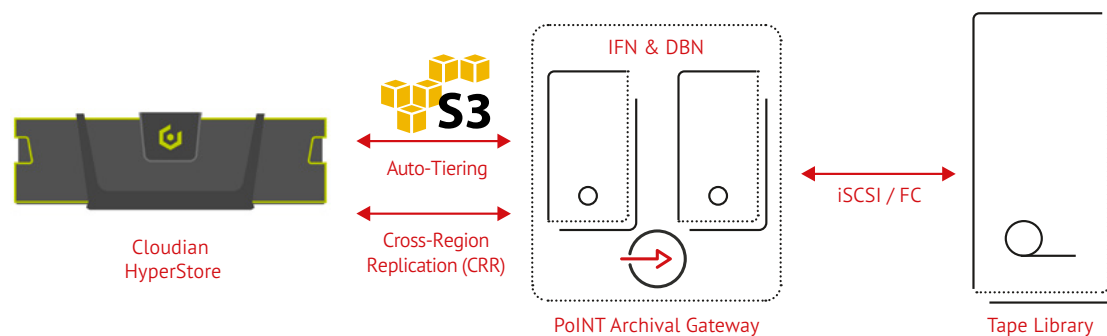 IFN & DBN
S3
Auto-Tiering
iSCSI / FC
Cross-Region
Replication (CRR)
Cloudian
HyperStore
PoINT Archival Gateway
Tape Library